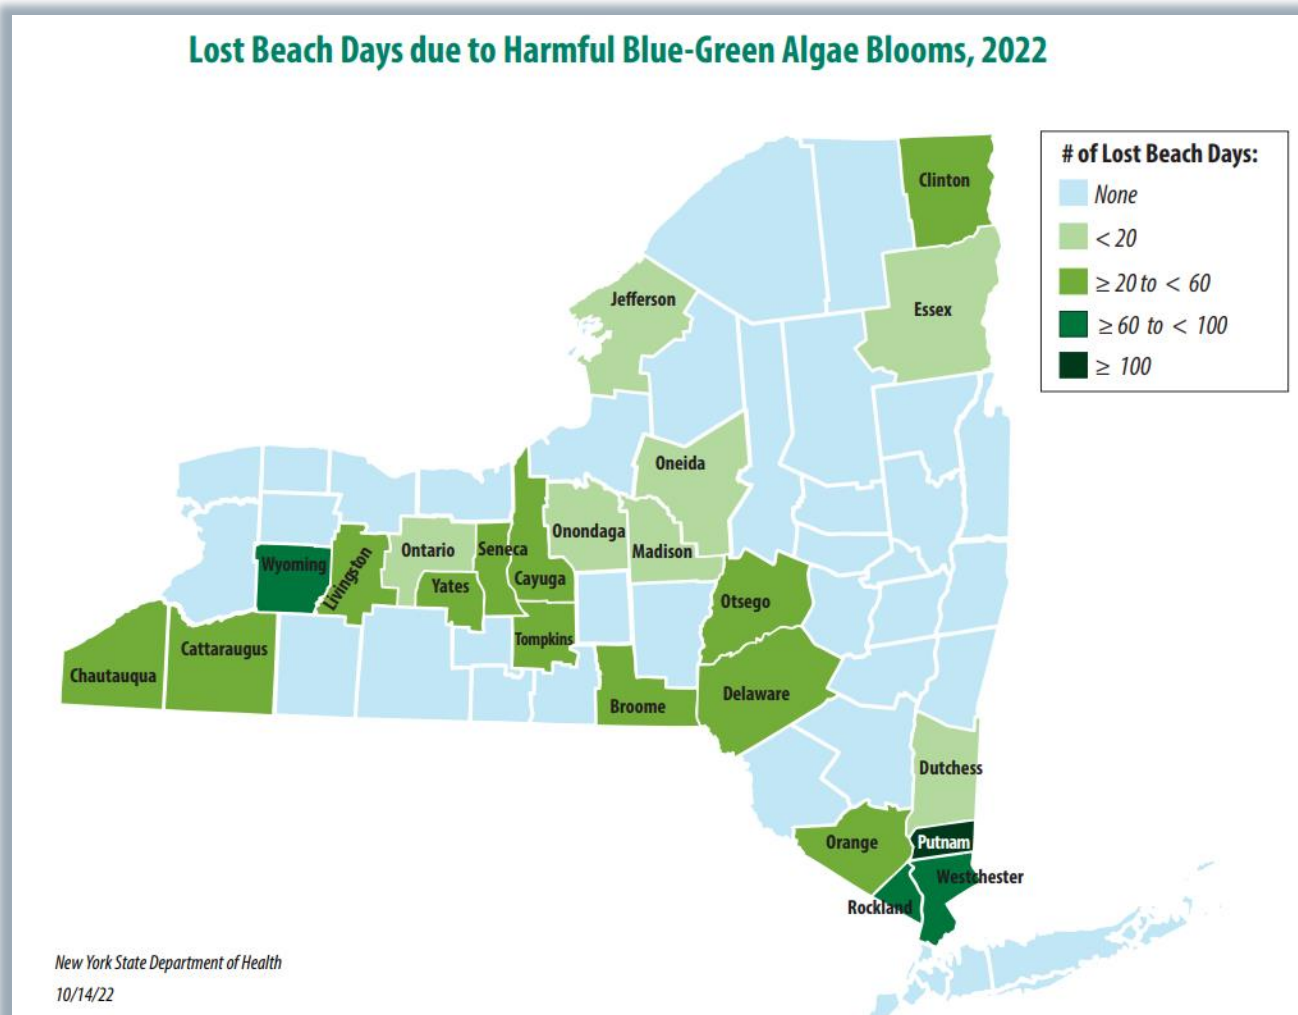 Lost Beach Days due to Harmful Blue-Green Algae Blooms, 2022
# of Lost Beach Days:
None
< 20
≥ 20 to < 60
≥ 60 to < 100
≥ 100
Clinton
Jefferson
Essex
Oneida
Onondaga
Madison
Ontario
Seneca
Wyoming
Livingston
Yates
Cayuga
Otsego
Tompkins
Cattaraugus
Chautauqua
Broome
Delaware
Dutchess
Orange
Putnam
Westchester
Rockland
New York State Department of Health
10/14/22